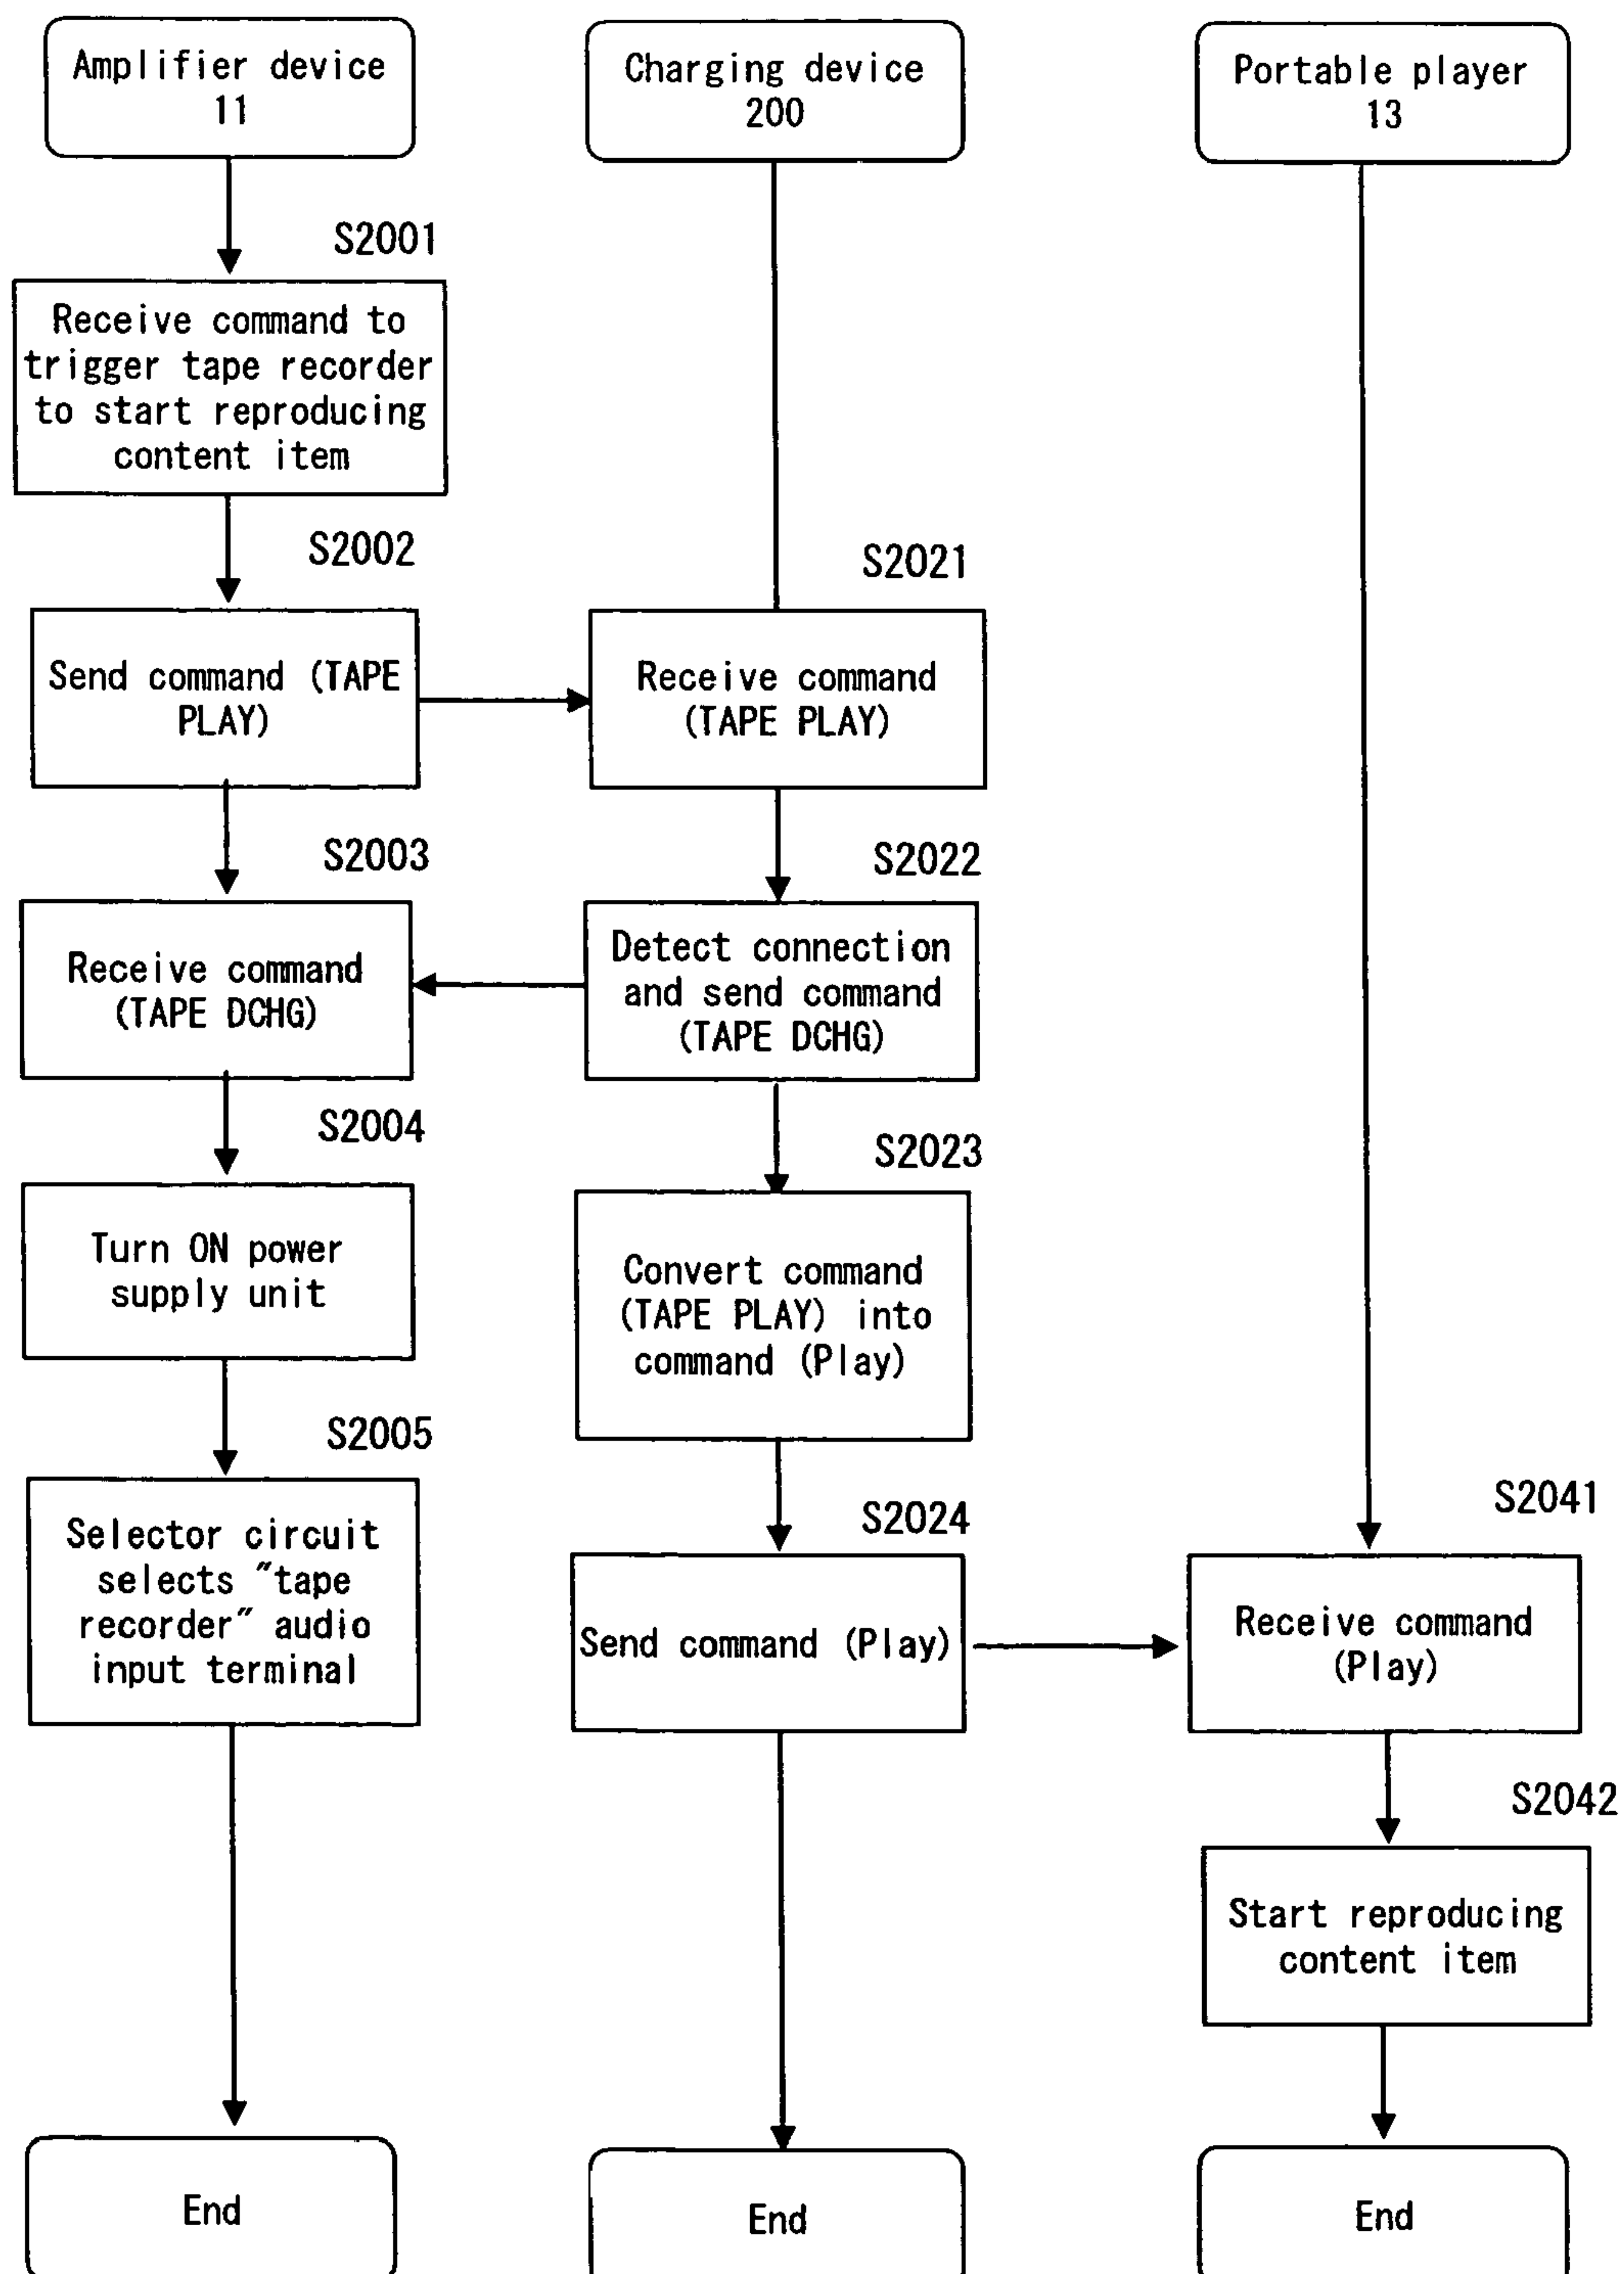 Amplifier device
11
S2001
Receive command to
trigger tape recorder
to start reproducing
content item
S2002
Send command (TAPE
PLAY)
S2003
Receive command
(TAPE DCHG)
S2004
Turn ON power
supply unit
S2005
Selector circuit
selects "tape
recorder" audio
input terminal
End
Charging device
200
S2021
Receive command
(TAPE PLAY)
S2022
Detect connection
and send command
(TAPE DCHG)
S2023
Convert command
(TAPE PLAY) into
command (Play)
S2024
Send command (Play)
End
Portable player
13
S2041
Receive command
(Play)
S2042
Start reproducing
content item
End